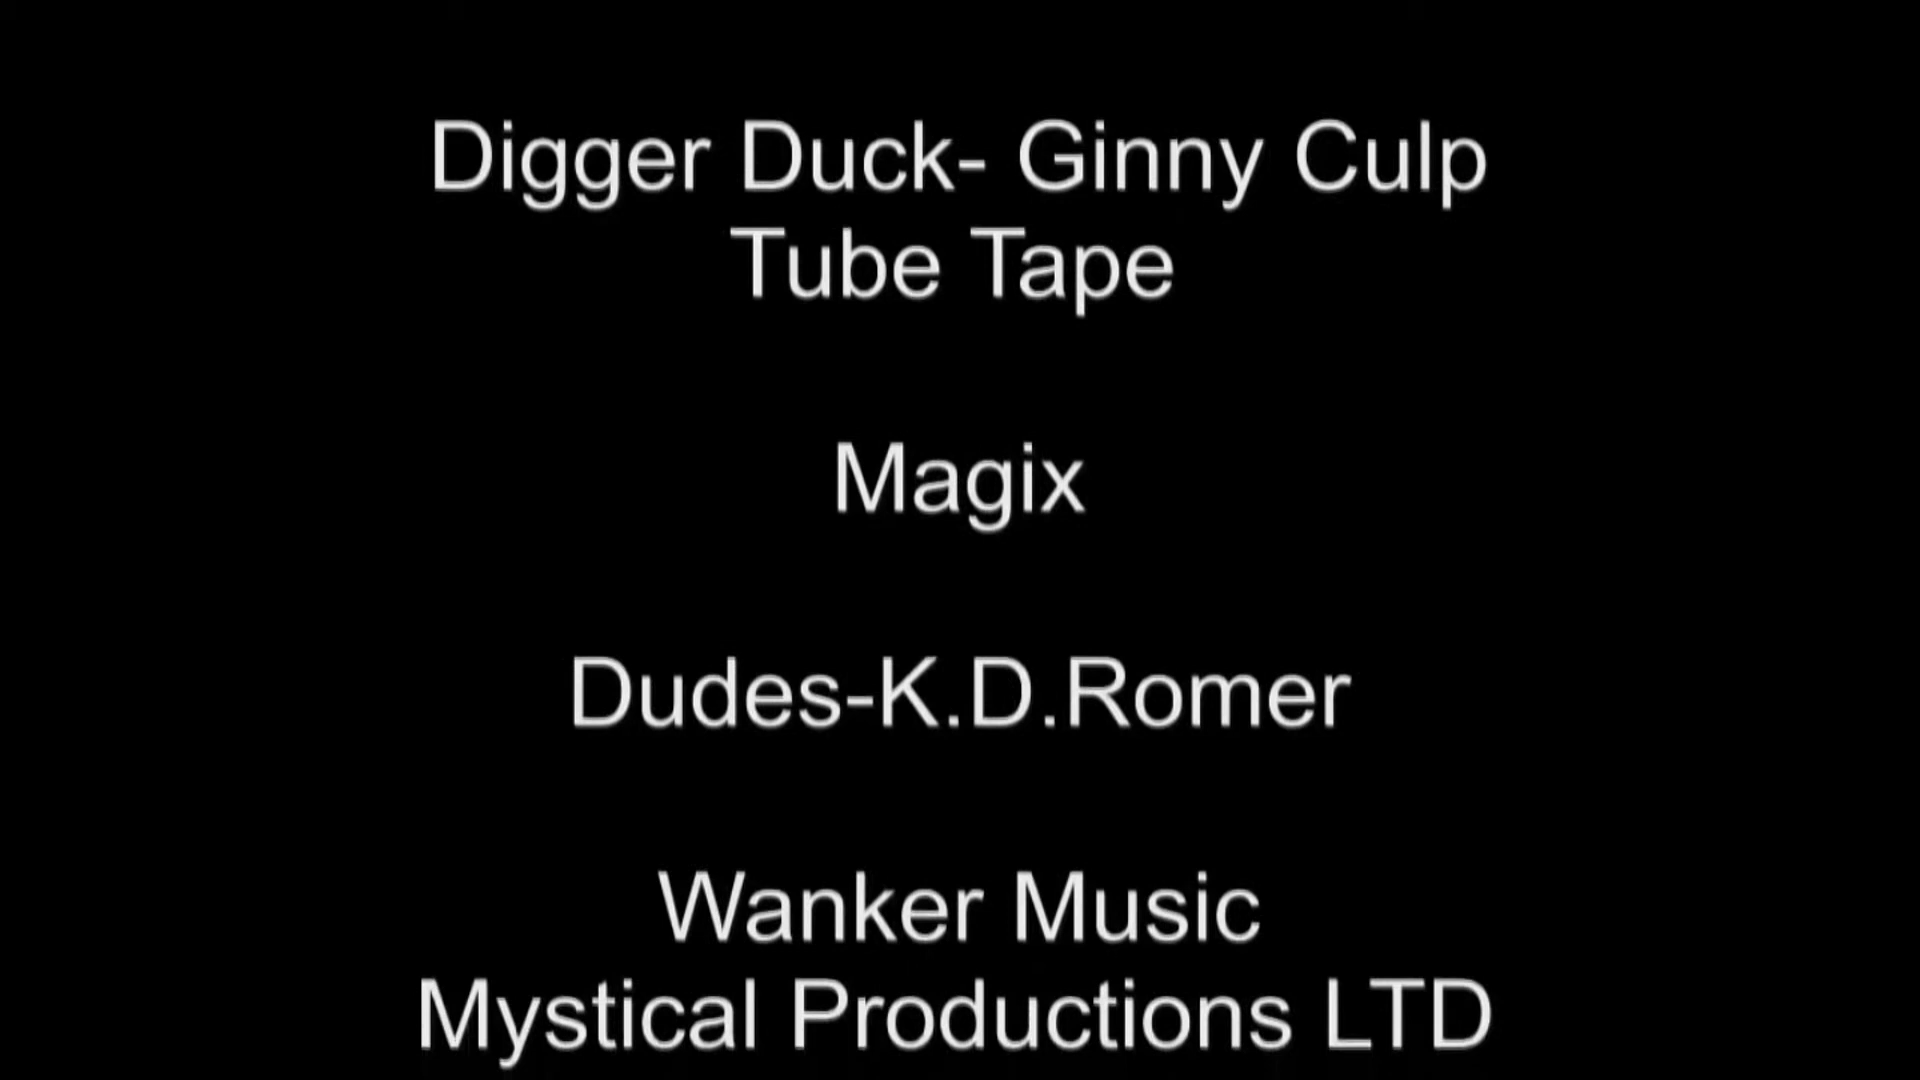 Digger Duck- Ginny Culp
Tube Tape
Magix
Dudes-K.D.Romer
Wanker Music
Mystical Productions LTD